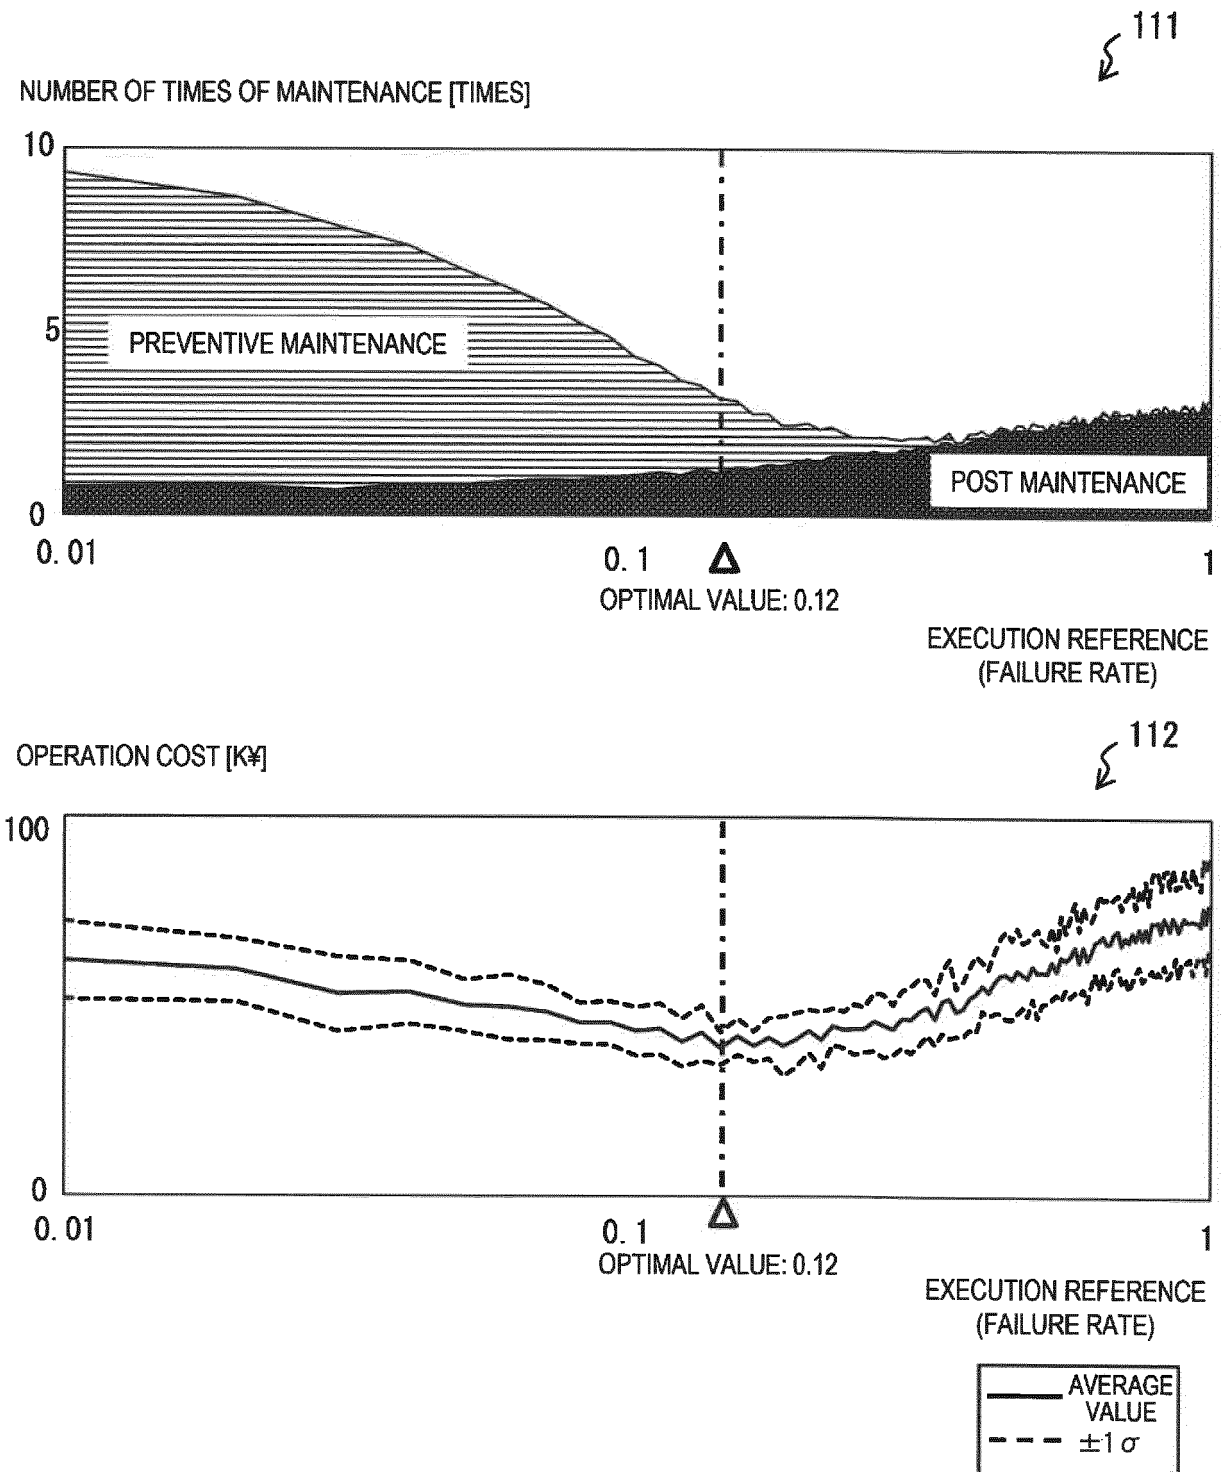 111
NUMBER OF TIMES OF MAINTENANCE [TIMES]
10
5
PREVENTIVE MAINTENANCE
POST MAINTENANCE
0
0.01
0.1
1
OPTIMAL VALUE: 0.12
EXECUTION REFERENCE
(FAILURE RATE)
112
OPERATION COST [K¥]
100
0
0.01
0.1
1
OPTIMAL VALUE: 0.12
EXECUTION REFERENCE
(FAILURE RATE)
AVERAGE
VALUE
±1σ